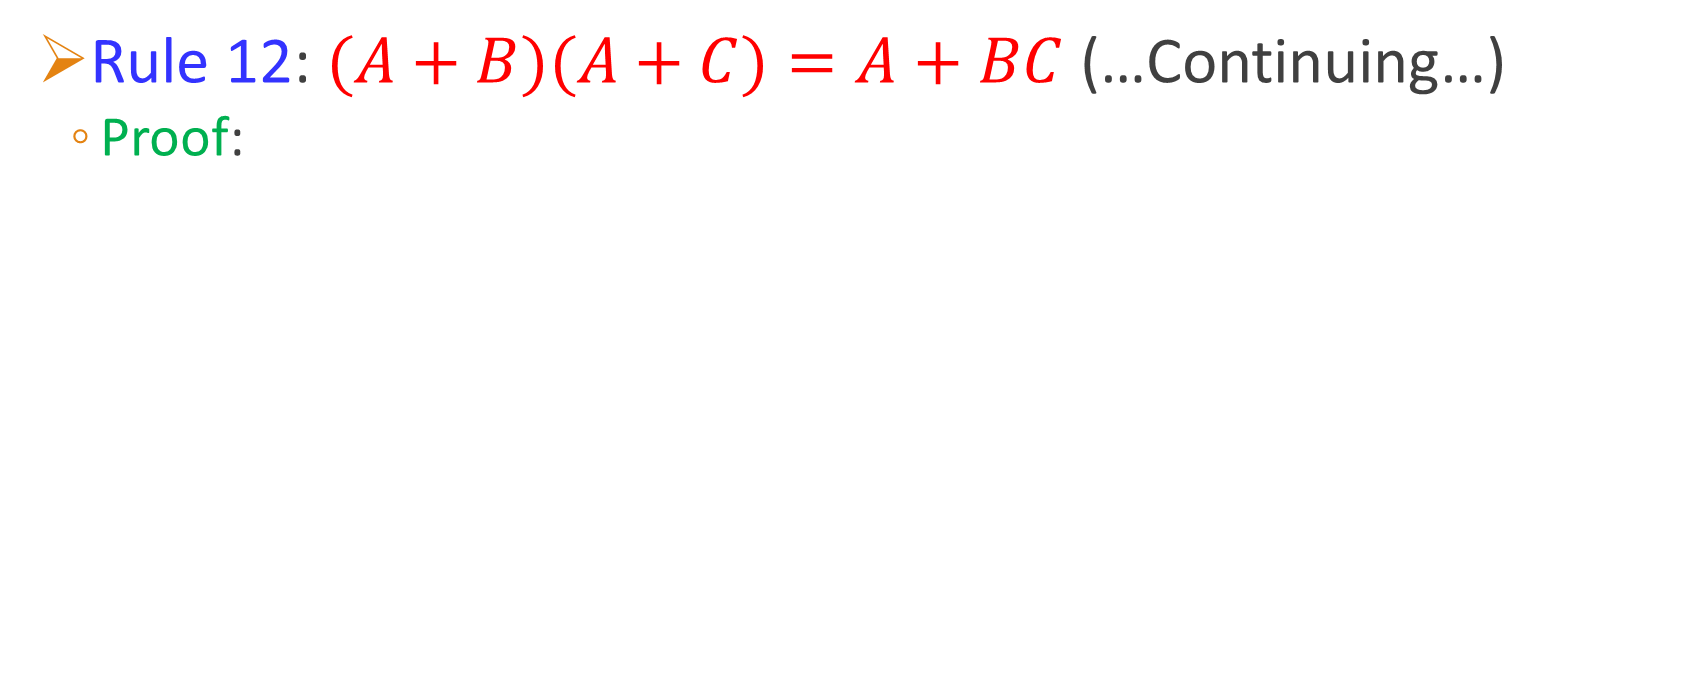 ➢Rule 12: (A + B)(A + C) = A + BC (…Continuing…)
◦ Proof: